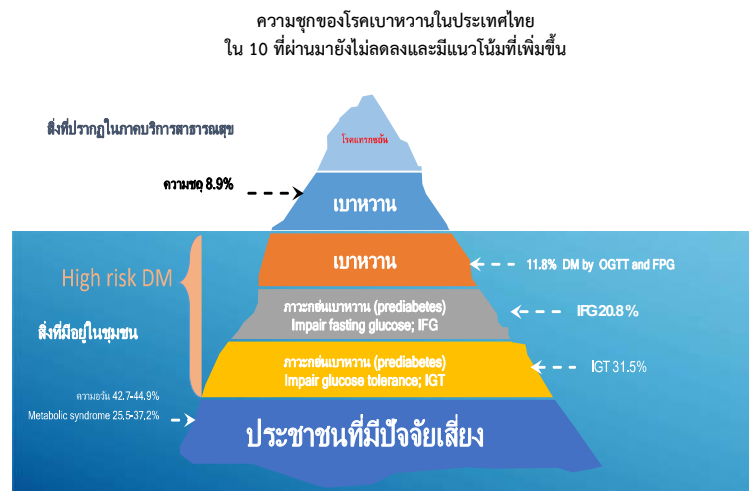 ความชุกของโรคเบาหวานในประเทศไทย
ใน 10 ที่ผ่านมายังไม่ลดลงและมีแนวโน้มที่เพิ่มขึ้น
สิ่งที่ปรากฏในภาคบริการสาธารณสุข
โรคแทรกซ้อน
8.9%
เบาหวาน
เบาหวาน
11.8% DM by OGTT and FPG
High risk DM
ภาวะก่อนเบาหวาน (prediabetes)
Impair fasting glucose; IFG
IFG 20.8%
สิ่งที่มีอยู่ในชุมชน
ภาวะก่อนเบาหวาน (prediabetes)
Impair glucose tolerance; IGT
IGT 31.5%
ความอ้วน 42.7-44.9%
Metabolic syndrome 25,5-37,2%
ประชาชนที่มีปัจจัยเสี่ยง